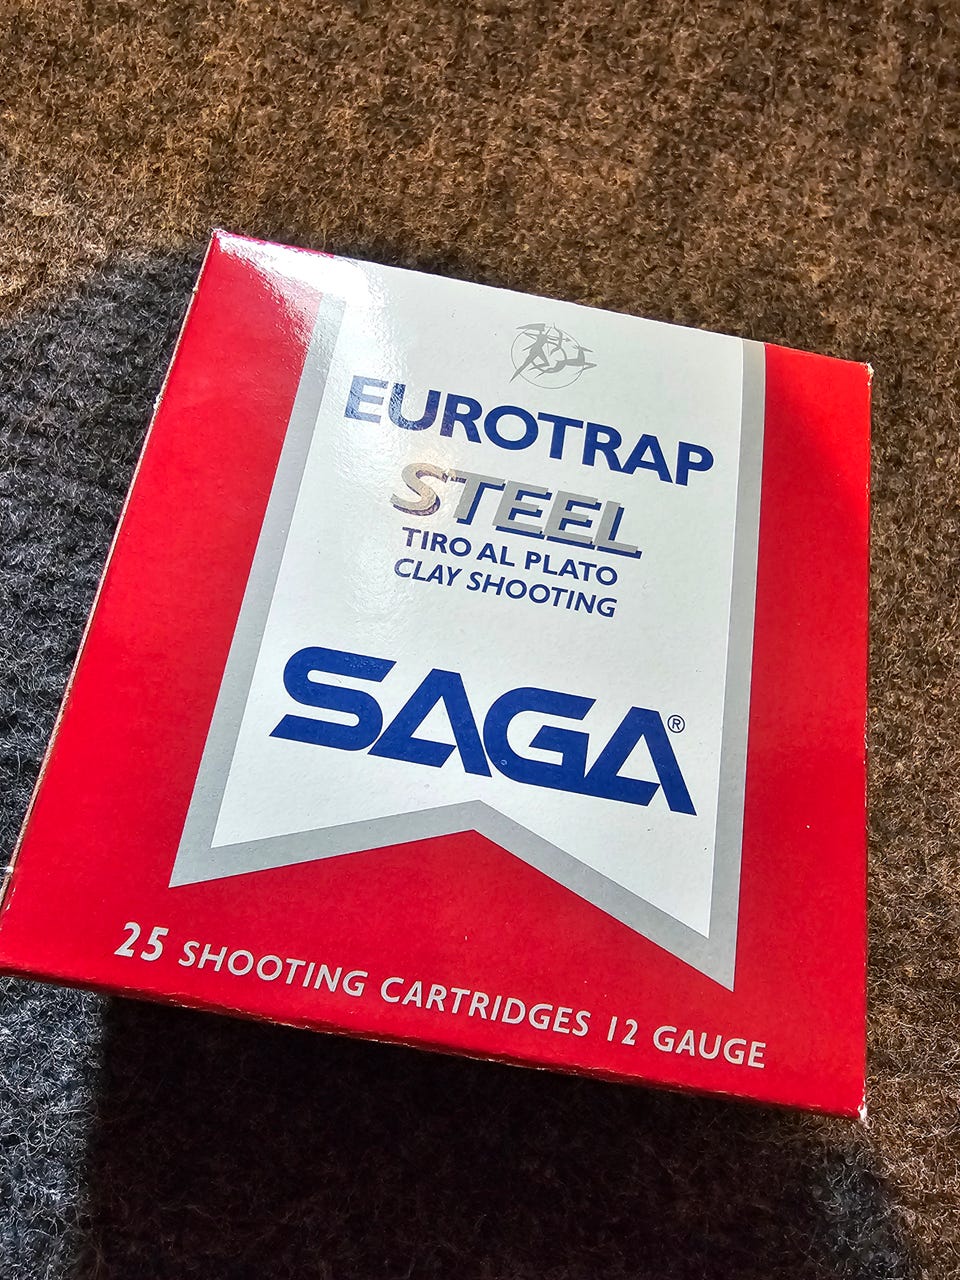 EUROTRAP
STEEL
TIRO AL PLATO
CLAY SHOOTING
SAGA®
25 SHOOTING CARTRIDGES 12 GAUGE